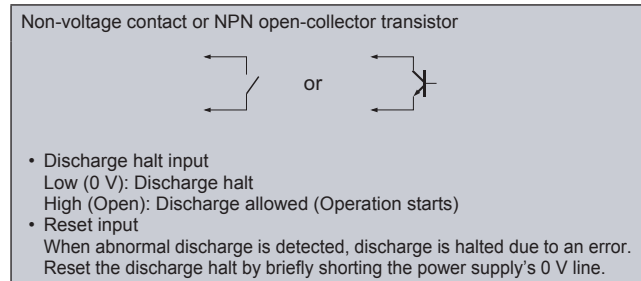 Non-voltage contact or NPN open-collector transistor
or
• Discharge halt input
Low (0 V): Discharge halt
High (Open): Discharge allowed (Operation starts)
• Reset input
When abnormal discharge is detected, discharge is halted due to an error.
Reset the discharge halt by briefly shorting the power supply's 0 V line.